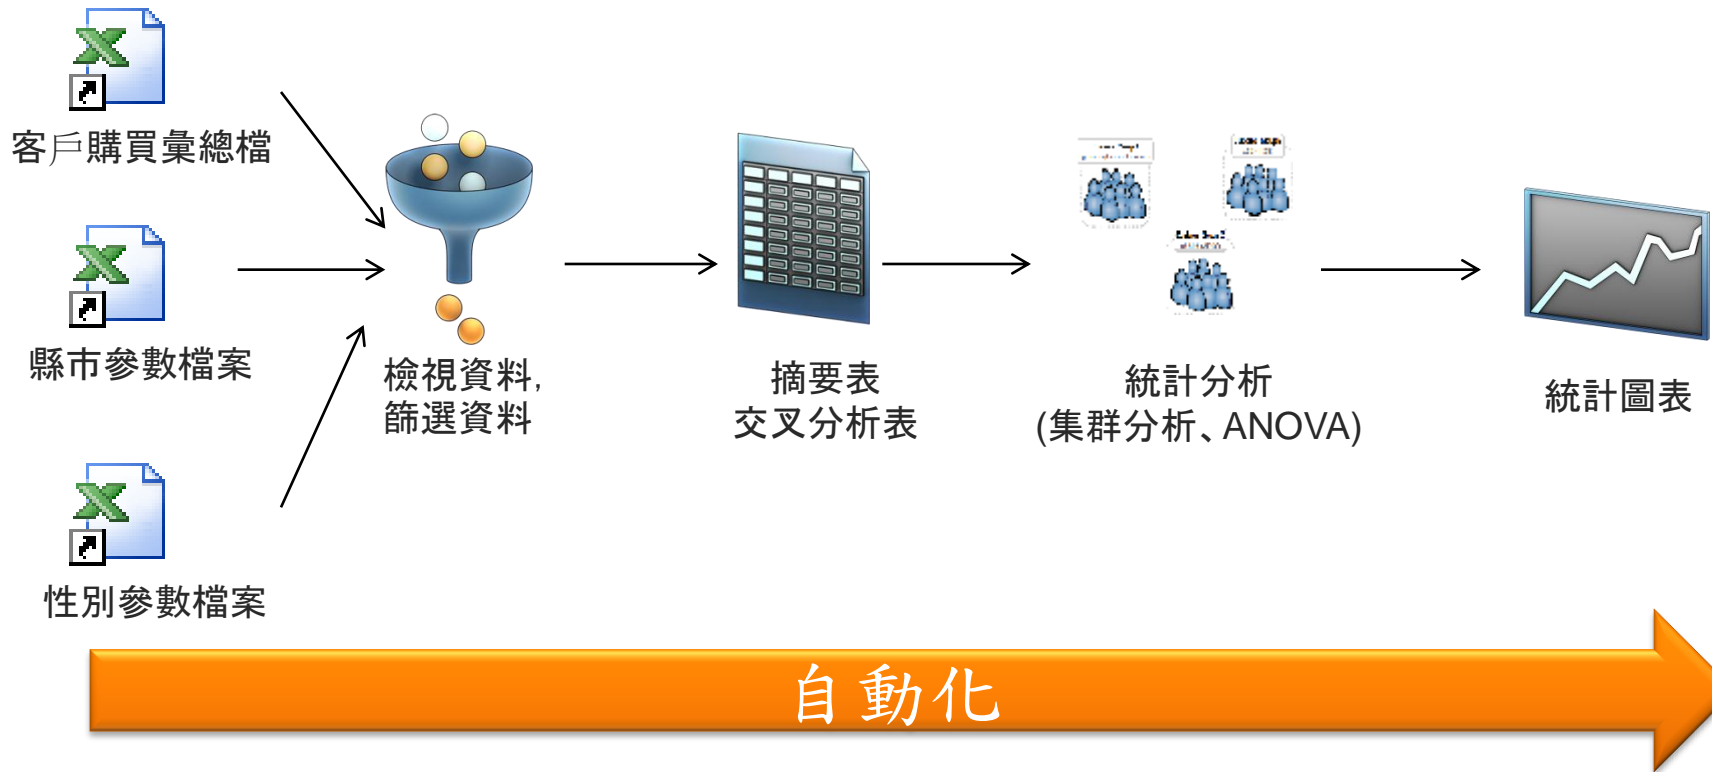 客戶購買彙總檔
縣市參數檔案
性別參數檔案
檢視資料,
篩選資料
摘要表
交叉分析表
統計分析
(集群分析、ANOVA)
統計圖表
自動化